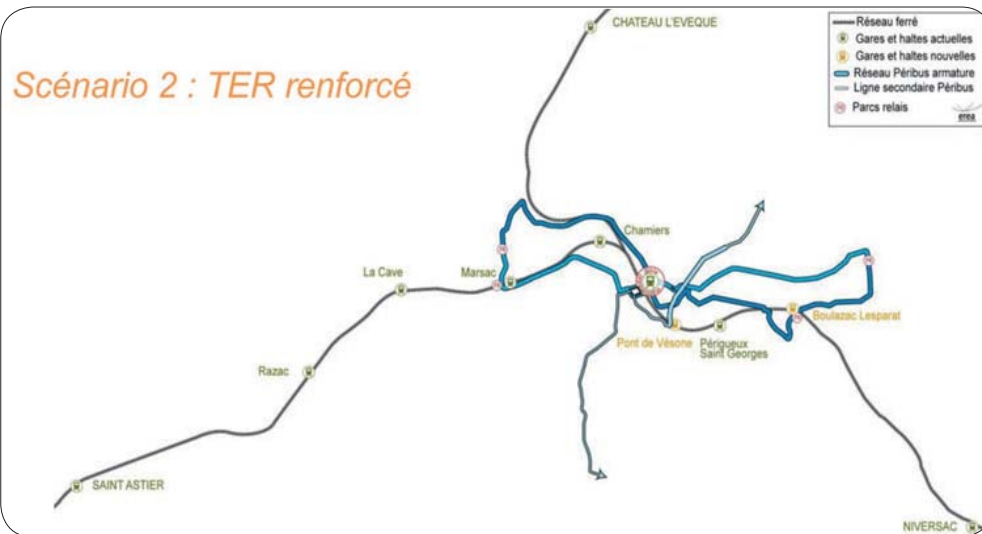 CHATEAU L'EVEQUE
Réseau ferré
Gares et haltes actuelles
Gares et haltes nouvelles
Réseau Péribus armature
Ligne secondaire Péribus
Parcs relais
erea
Scénario 2 : TER renforcé
Chamiers
La Cave
Marsac
Boulazac Lesparat
Pont de Vésone
Périgueux
Saint Georges
Razac
SAINT ASTIER
NIVERSAC